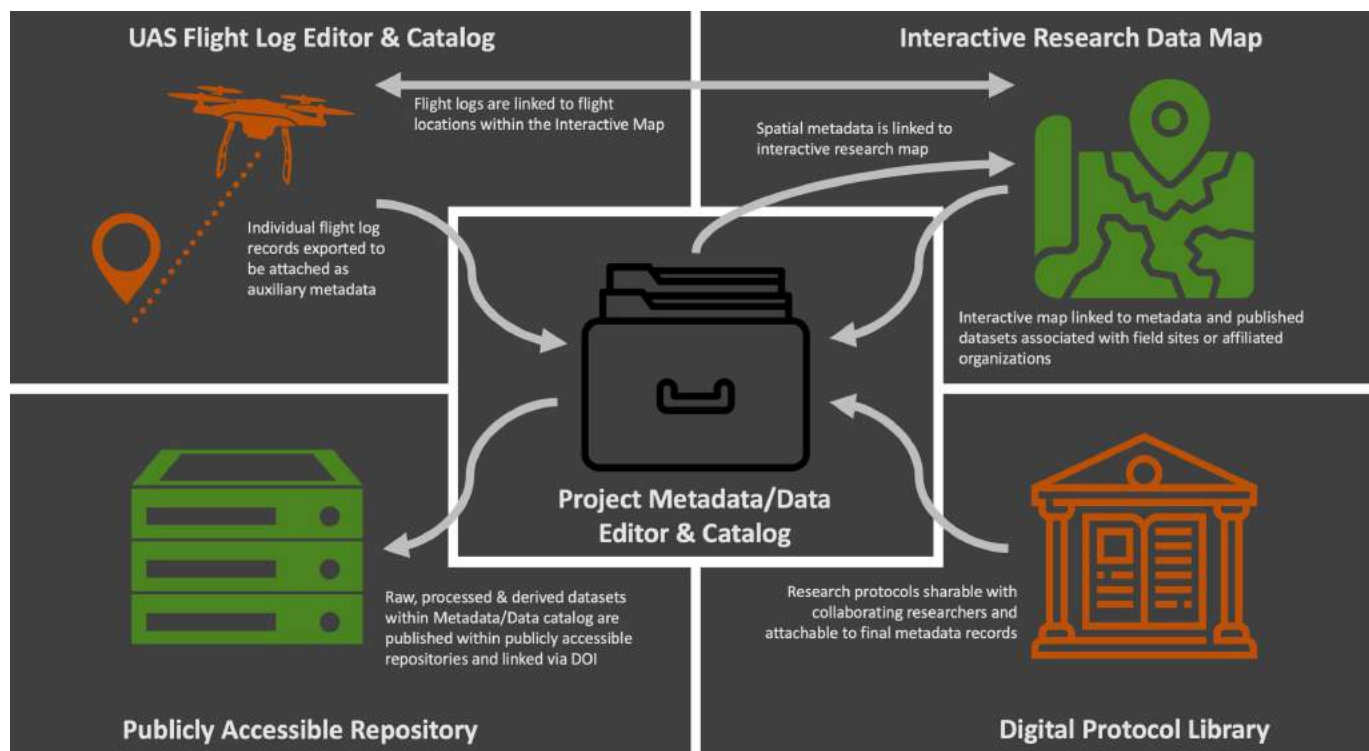 UAS Flight Log Editor & Catalog
Interactive Research Data Map
Flight logs are linked to flight
locations within the Interactive Map
Spatial metadata is linked to
interactive research map
Individual flight log
records exported to
be attached as
auxiliary metadata
Interactive map linked to metadata and published
datasets associated with field sites or affiliated
organizations
Project Metadata/Data
Editor & Catalog
Raw, processed & derived datasets
within Metadata/Data catalog are
published within publicly accessible
repositories and linked via DOI
Research protocols sharable with
collaborating researchers and
attachable to final metadata records
Publicly Accessible Repository
Digital Protocol Library